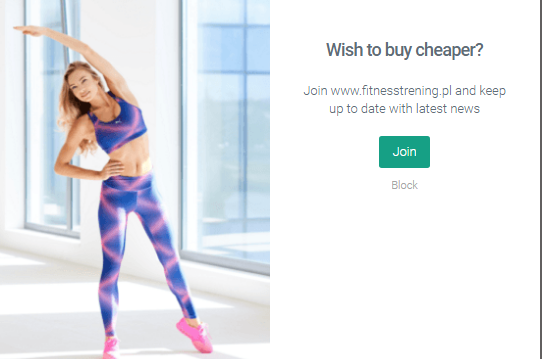 Wish to buy cheaper?
Join www.fitnesstrening.pl and keep
up to date with latest news
Join
Block